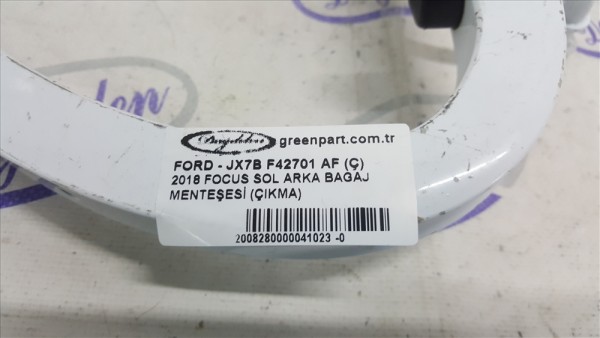 greenpart.com.tr
FORD - JX7B F42701 AF (Ç)
2018 FOCUS SOL ARKA BAGAJ
MENTEŞESİ (ÇIKMA)
2008280000041023 -0